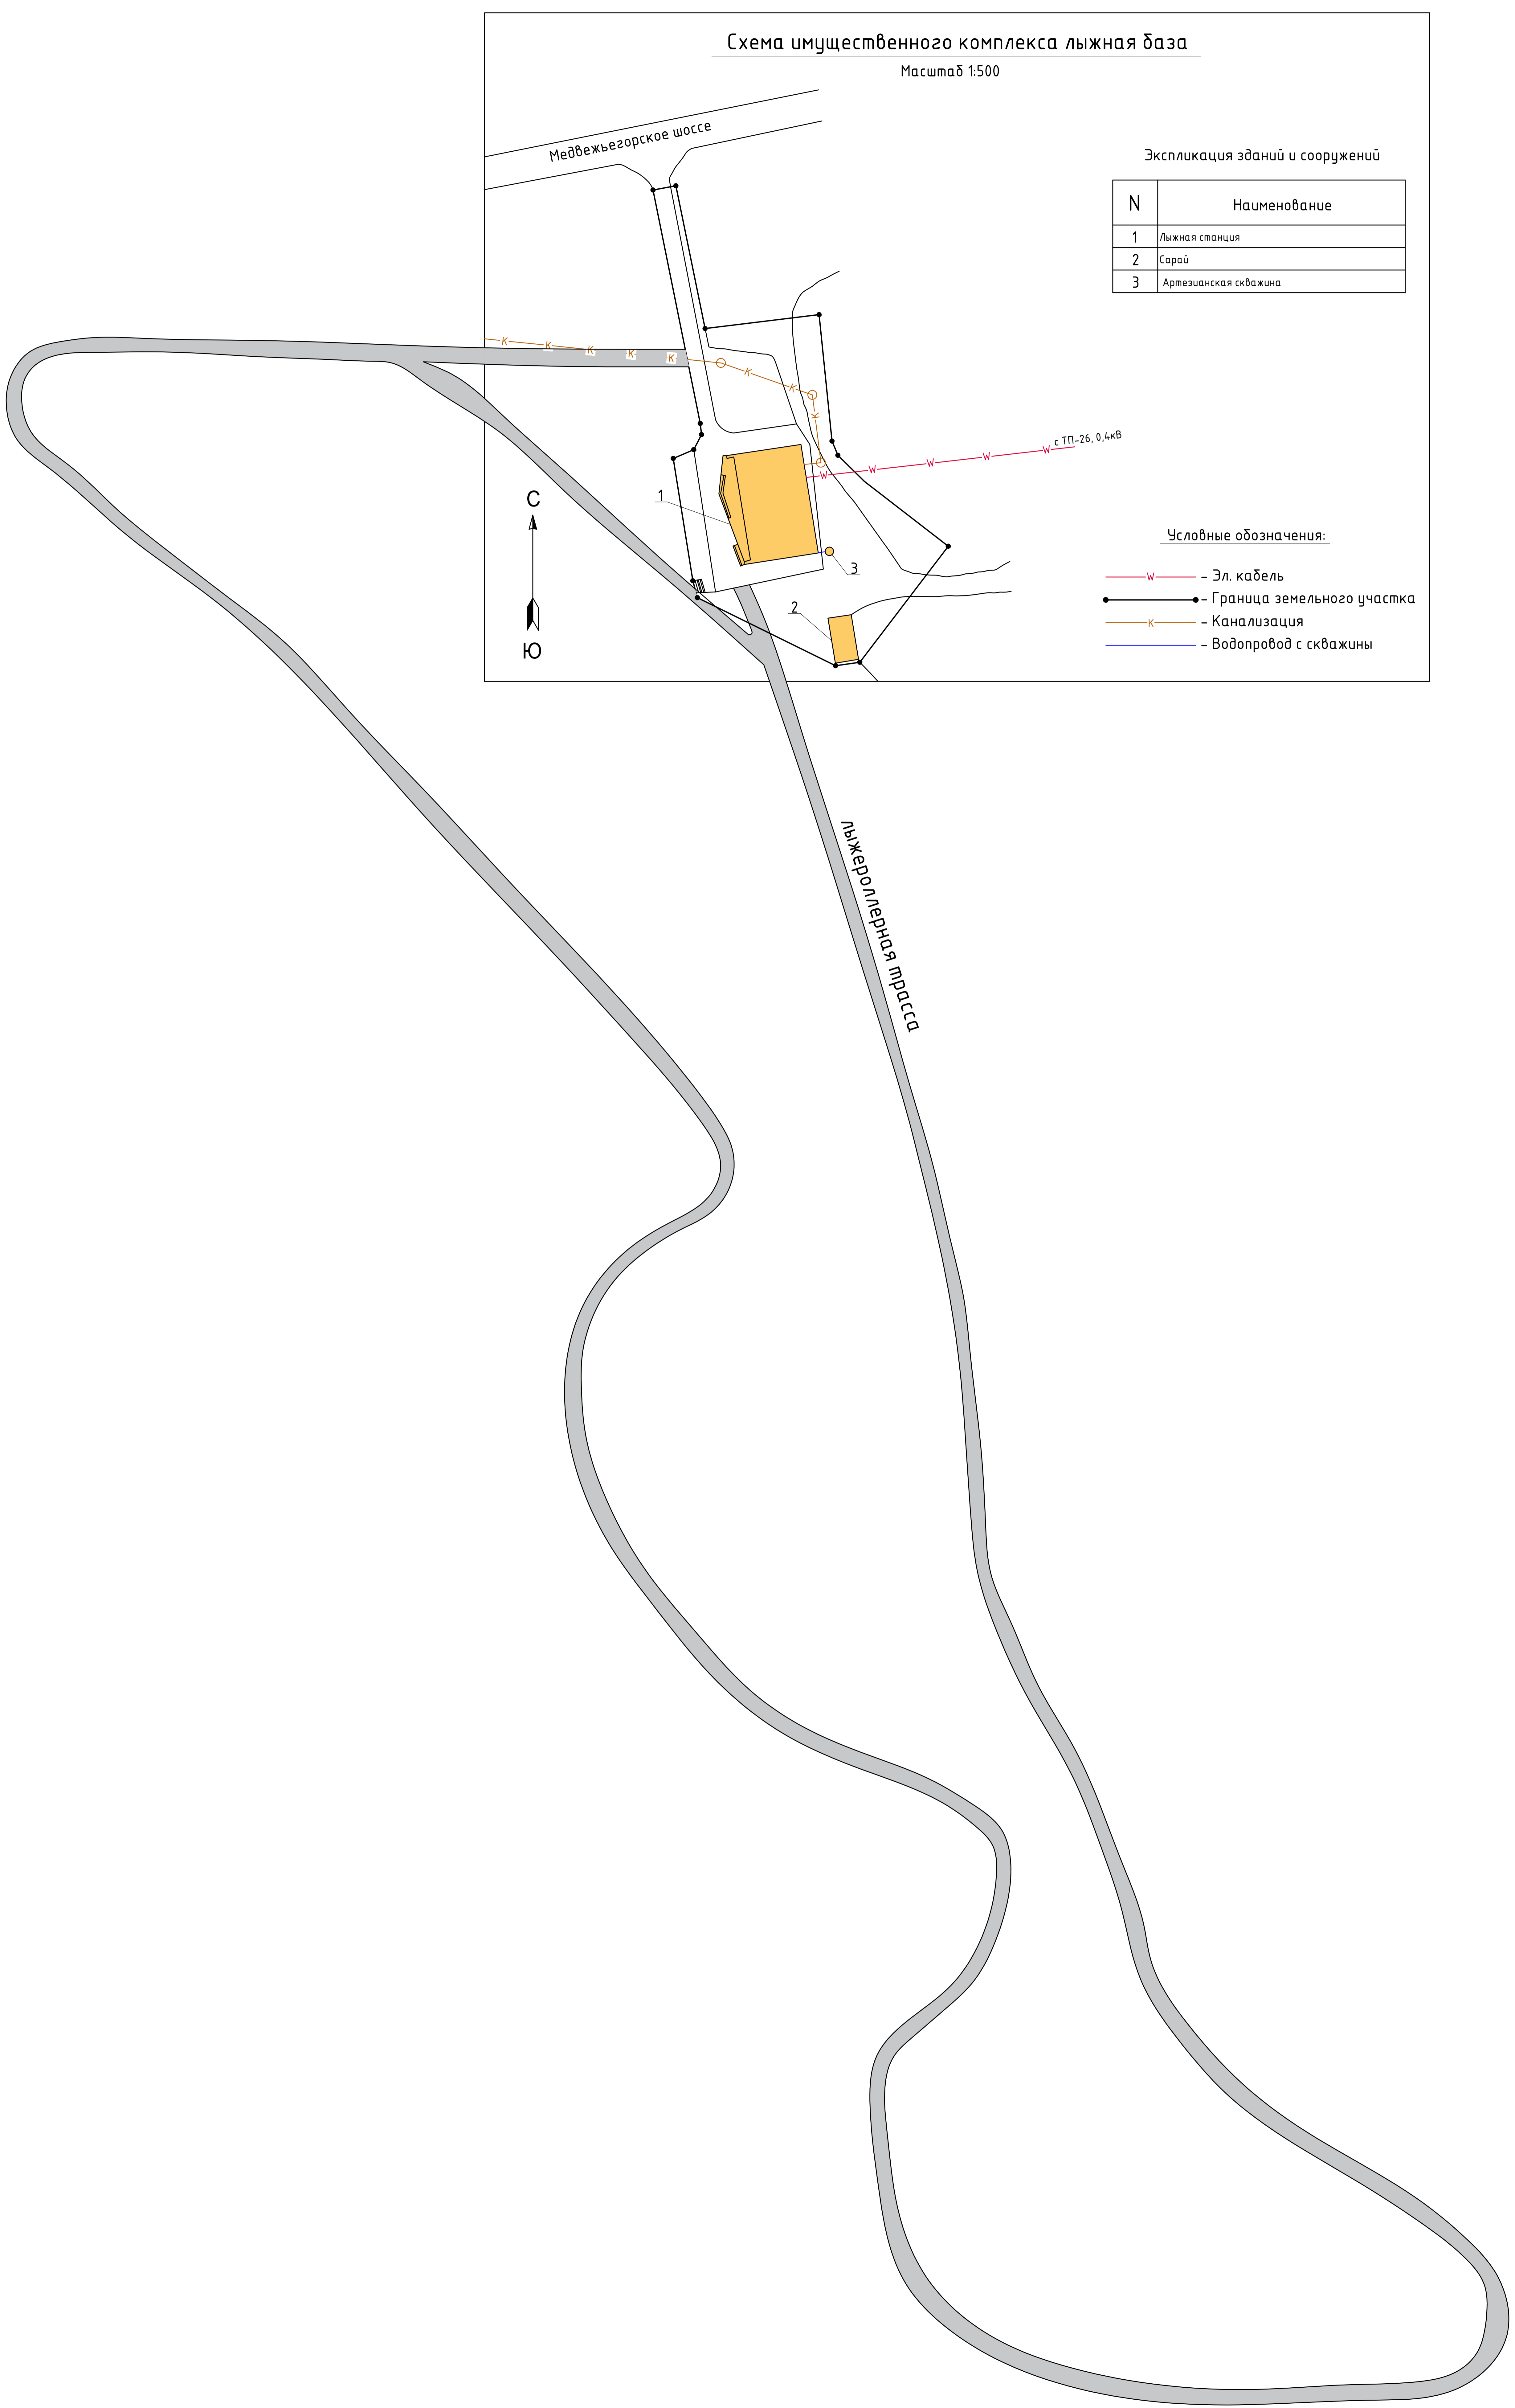 Схема имущественного комплекса лыжная база
Масштаб 1:500
Медвежьегорское шоссе
Экспликация зданий и сооружений
N Наименование
1 Лыжная станция
2 Сарай
3 Артезианская скважина
К К К К К К К К
с ТП-26, 0,4кВ
W W W W W
1
С
3
2
Ю
Условные обозначения:
W - Эл. кабель
- Граница земельного участка
К - Канализация
- Водопровод с скважины
лыжероллерная трасса